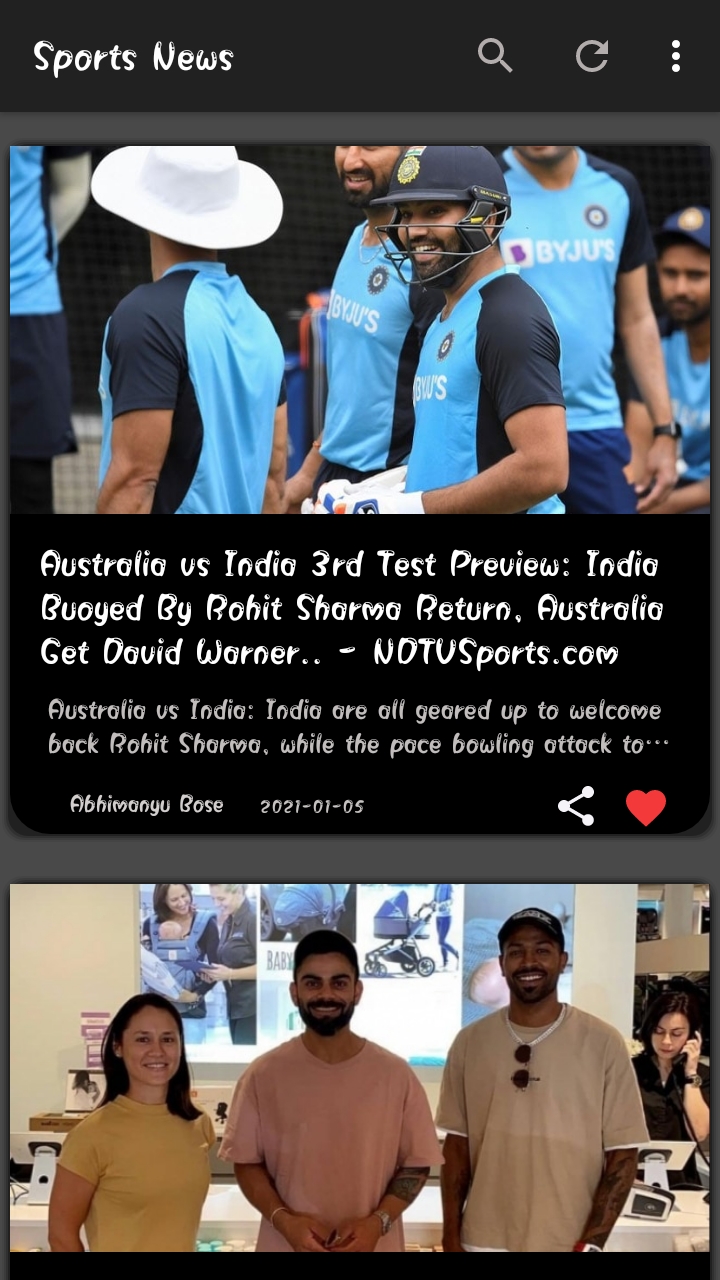 Sports News
BYJU'S
BYJU'S
BYJU'S
Australia vs India 3rd Test Preview: India
Buoyed By Rohit Sharma Return, Australia
Get David Warner.. - NDTVSports.com
Australia vs India: India are all geared up to welcome
back Rohit Sharma, while the pace bowling attack to...
Abhimanyu Bose 2021-01-05
BABY